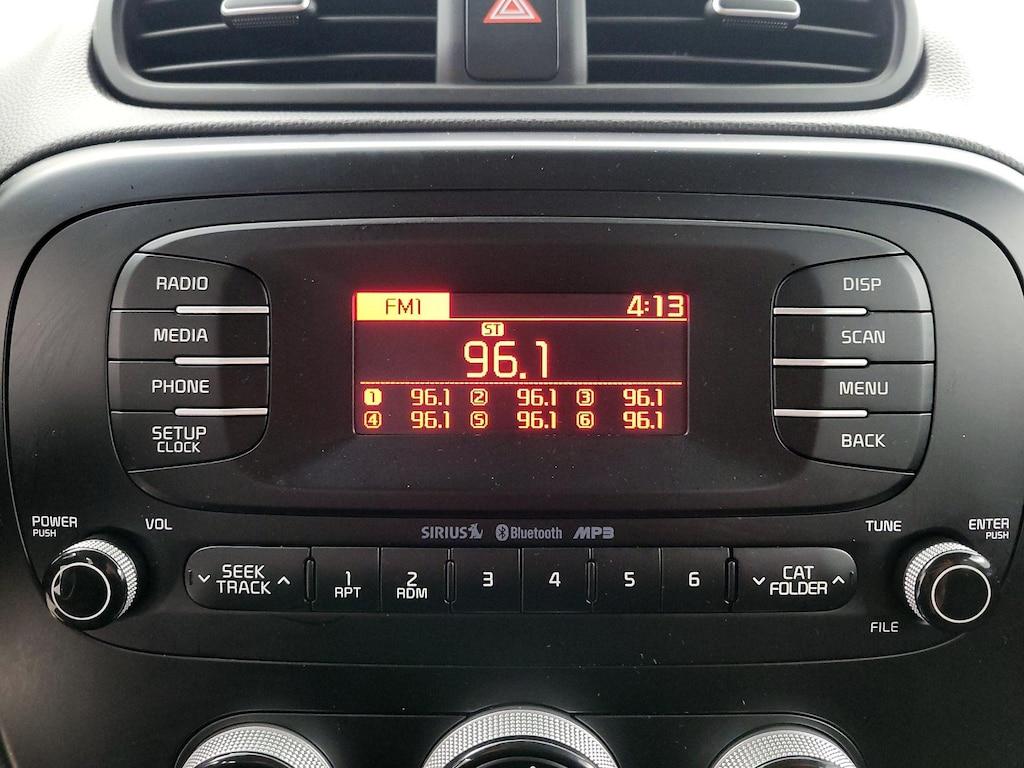 RADIO
MEDIA
PHONE
SETUP
CLOCK
FM1 4:13
ST
96.1
1 96.1 2 96.1 3 96.1
4 96.1 5 96.1 6 96.1
DISP
SCAN
MENU
BACK
POWER
PUSH
VOL
SIRIUS Bluetooth MP3
TUNE
ENTER
PUSH
SEEK
TRACK
1
RPT
2
RDM
3
4
5
6
CAT
FOLDER
FILE